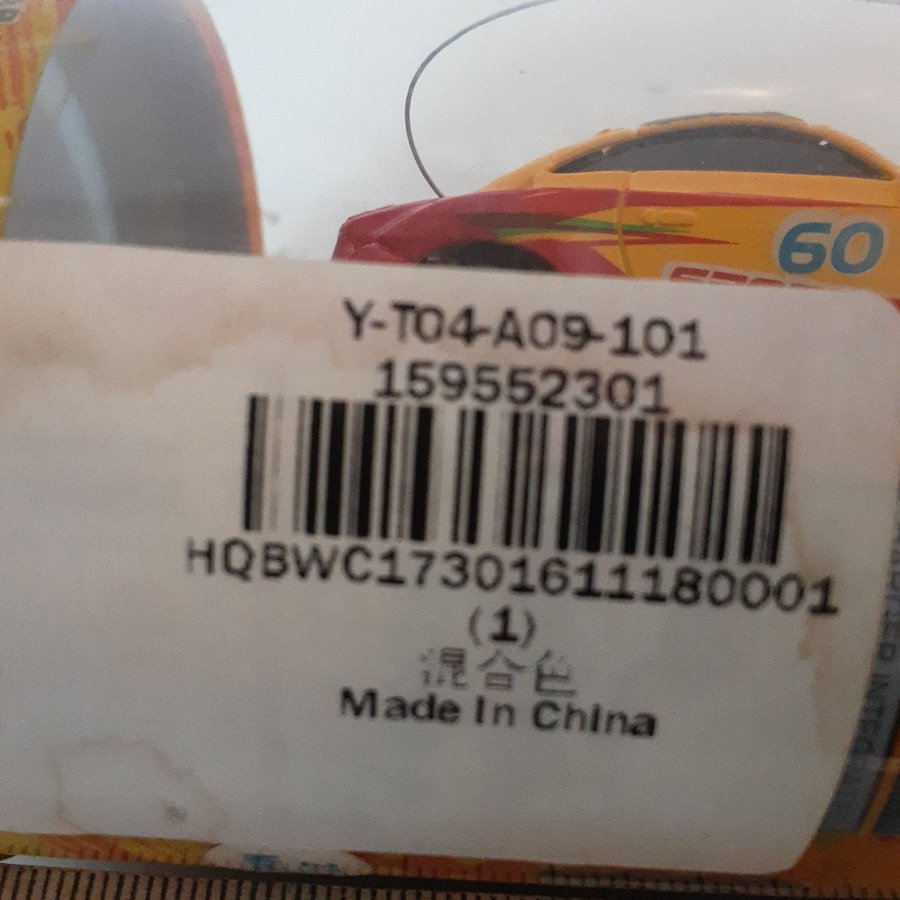 60
Y-T04-A09-101
159552301
HQBWC17301611180001
(1)
混合色
Made In China